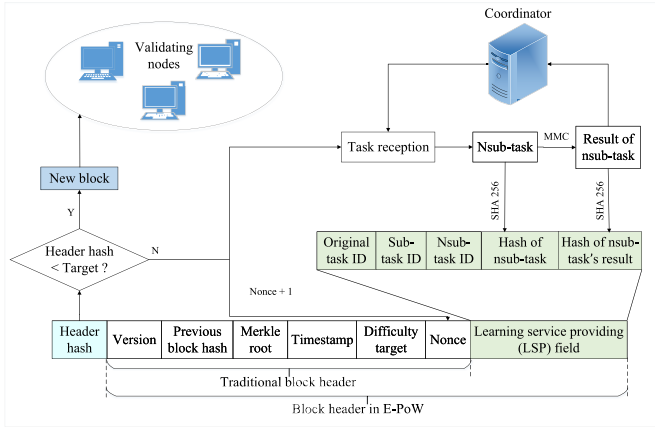 Coordinator
Validating
nodes
Task reception
Nsub-task
MMC
Result of
nsub-task
New block
SHA 256
SHA 256
Y
Header hash
< Target ?
N
Original
task ID
Sub-
task ID
Nsub-
task ID
Hash of
nsub-task
Hash of nsub-
task's result
Nonce + 1
Header
hash
Version
Previous
block hash
Merkle
root
Timestamp
Difficulty
target
Nonce
Learning service providing
(LSP) field
Traditional block header
Block header in E-PoW